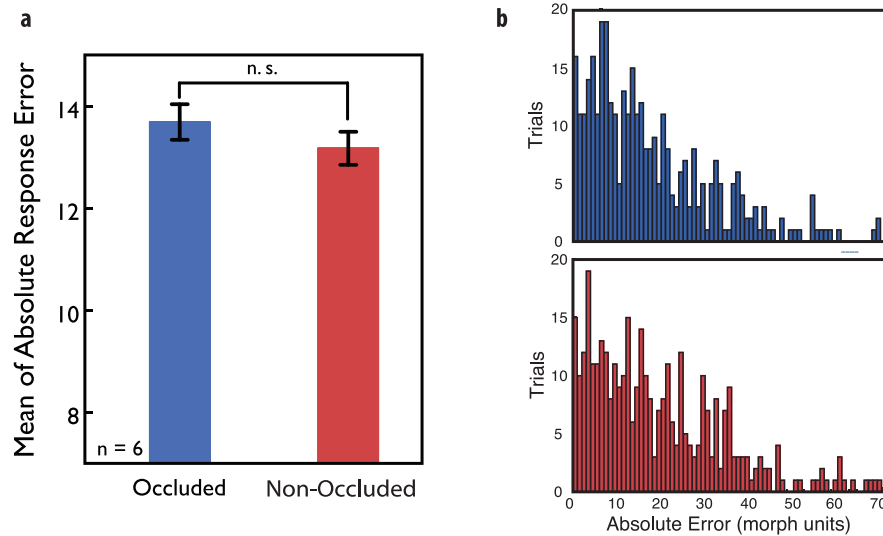 a
Mean of Absolute Response Error
14
12
10
8
n. s.
n = 6
Occluded
Non-Occluded
b
Trials
20
15
10
5
0
Trials
20
15
10
5
0
0 10 20 30 40 50 60 70
Absolute Error (morph units)